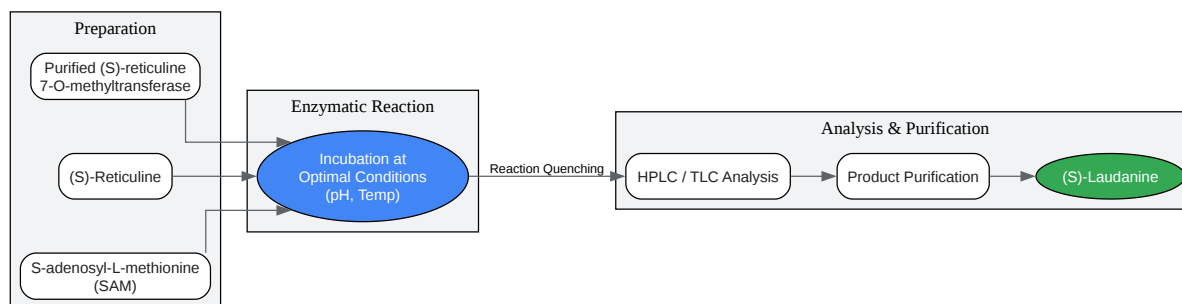 Preparation
Purified (S)-reticuline
7-O-methyltransferase
(S)-Reticuline
S-adenosyl-L-methionine
(SAM)
Enzymatic Reaction
Incubation at
Optimal Conditions
(pH, Temp)
Reaction Quenching
Analysis & Purification
HPLC / TLC Analysis
Product Purification
(S)-Laudanine